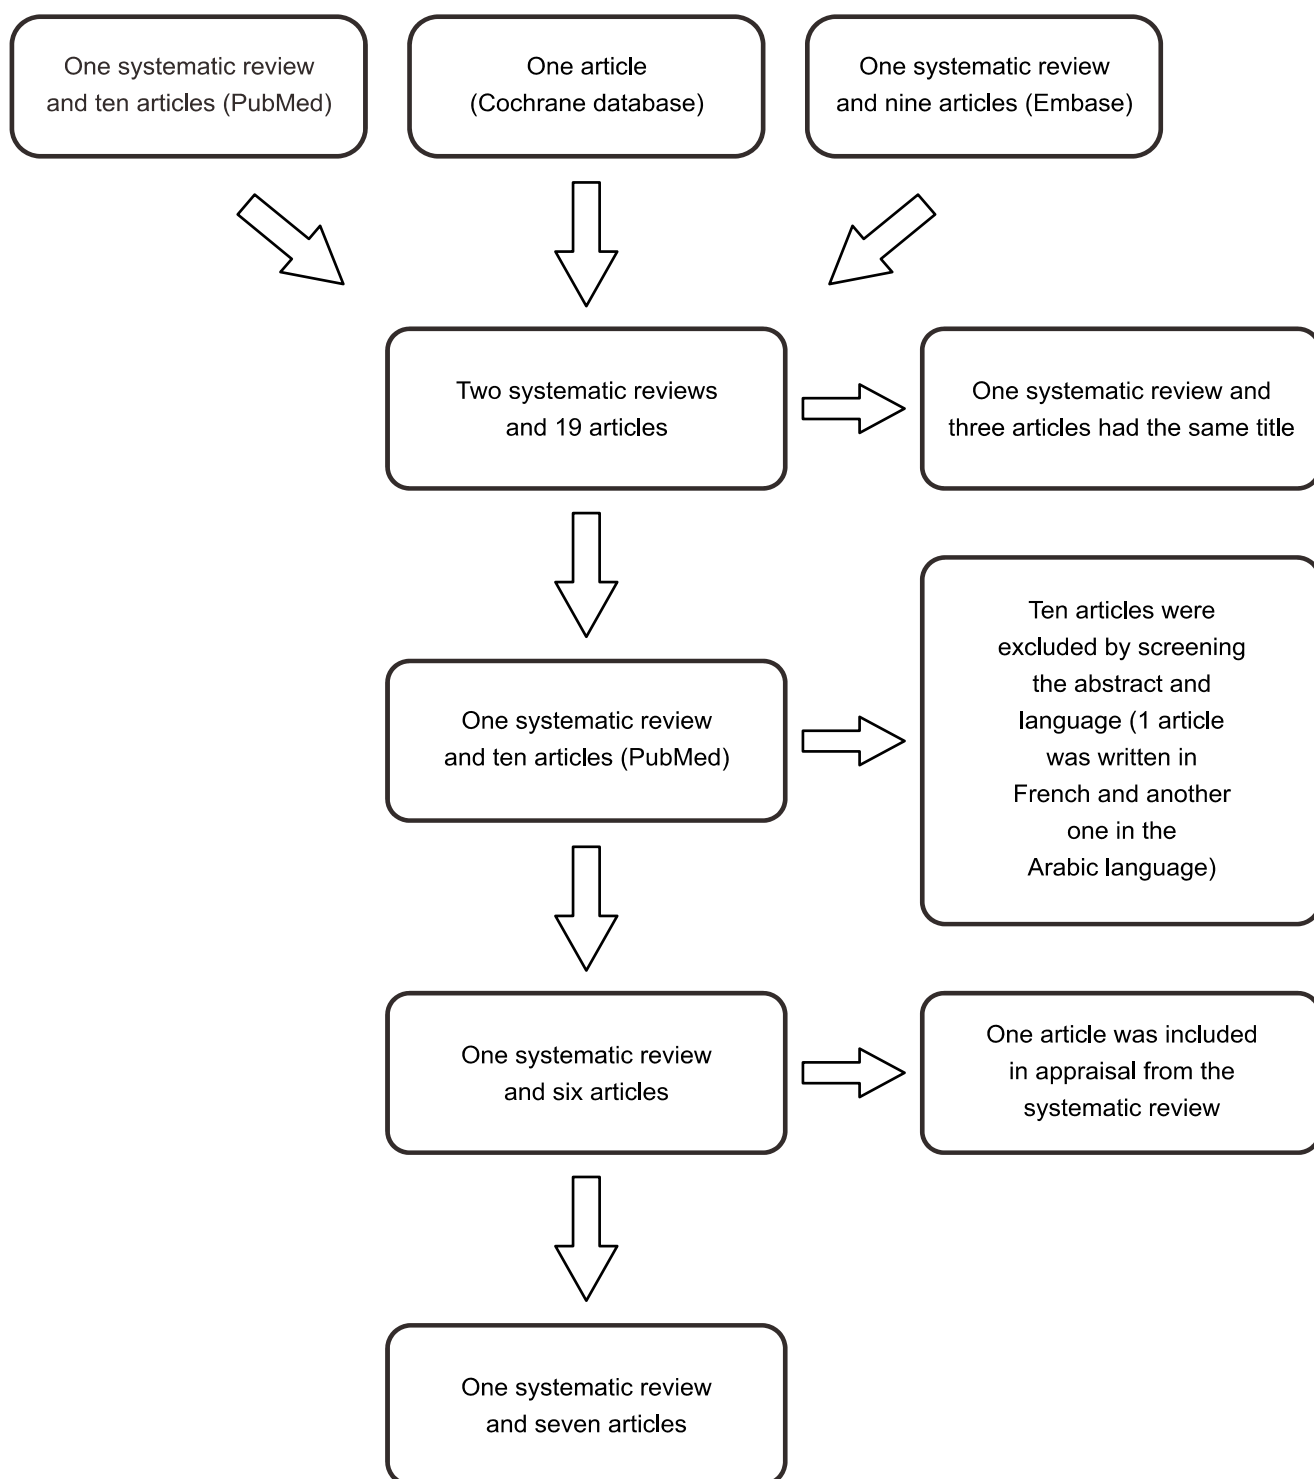 One systematic review
and ten articles (PubMed)
One article
(Cochrane database)
One systematic review
and nine articles (Embase)
Two systematic reviews
and 19 articles
One systematic review and
three articles had the same title
One systematic review
and ten articles (PubMed)
Ten articles were
excluded by screening
the abstract and
language (1 article
was written in
French and another
one in the
Arabic language)
One systematic review
and six articles
One article was included
in appraisal from the
systematic review
One systematic review
and seven articles